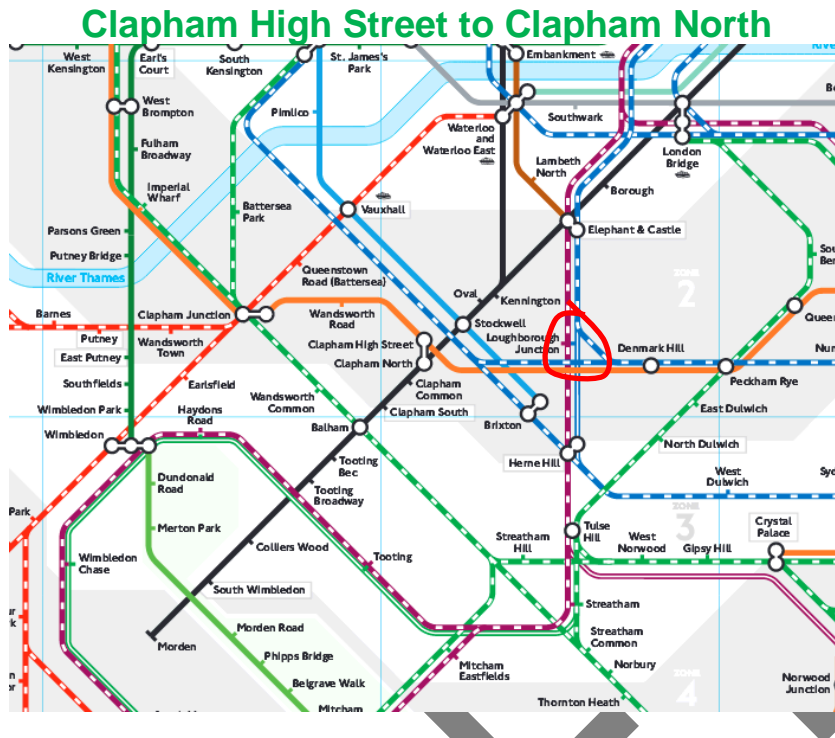 Clapham High Street to Clapham North
West
Kensington
Earl's
Court
South
Kensington
St. James's
Park
Embankment
River
West
Brompton
Pimlico
Waterloo
and
Waterloo East
Southwark
London
Bridge
Fulham
Broadway
Imperial
Wharf
Lambeth
North
Borough
Battersea
Park
Vauxhall
Parsons Green
Putney Bridge
River Thames
Elephant & Castle
Queenstown
Road (Battersea)
ZONE
2
Oval
Kennington
Barnes
Clapham Junction
Wandsworth
Road
Stockwell
Putney
Wandsworth
Town
Clapham High Street
Clapham North
Loughborough
Junction
Denmark Hill
East Putney
Southfields
Earlsfield
Clapham
Common
Clapham South
Peckham Rye
Wimbledon Park
Haydons
Road
Wandsworth
Common
Brixton
East Dulwich
Wimbledon
Balham
North Dulwich
Herne Hill
Tooting
Bec
Tooting
Broadway
West
Dulwich
Dundonald
Road
Park
Merton Park
Colliers Wood
Streatham
Hill
Tulse
Hill
ZONE
3
West
Norwood
Gipsy Hill
Crystal
Palace
Wimbledon
Chase
Tooting
South Wimbledon
Streatham
Morden
Morden Road
Streatham
Common
Phipps Bridge
Mitcham
Eastfields
Norbury
Belgrave Walk
ZONE
4
Norwood
Junction
Mitcham
Thornton Heath